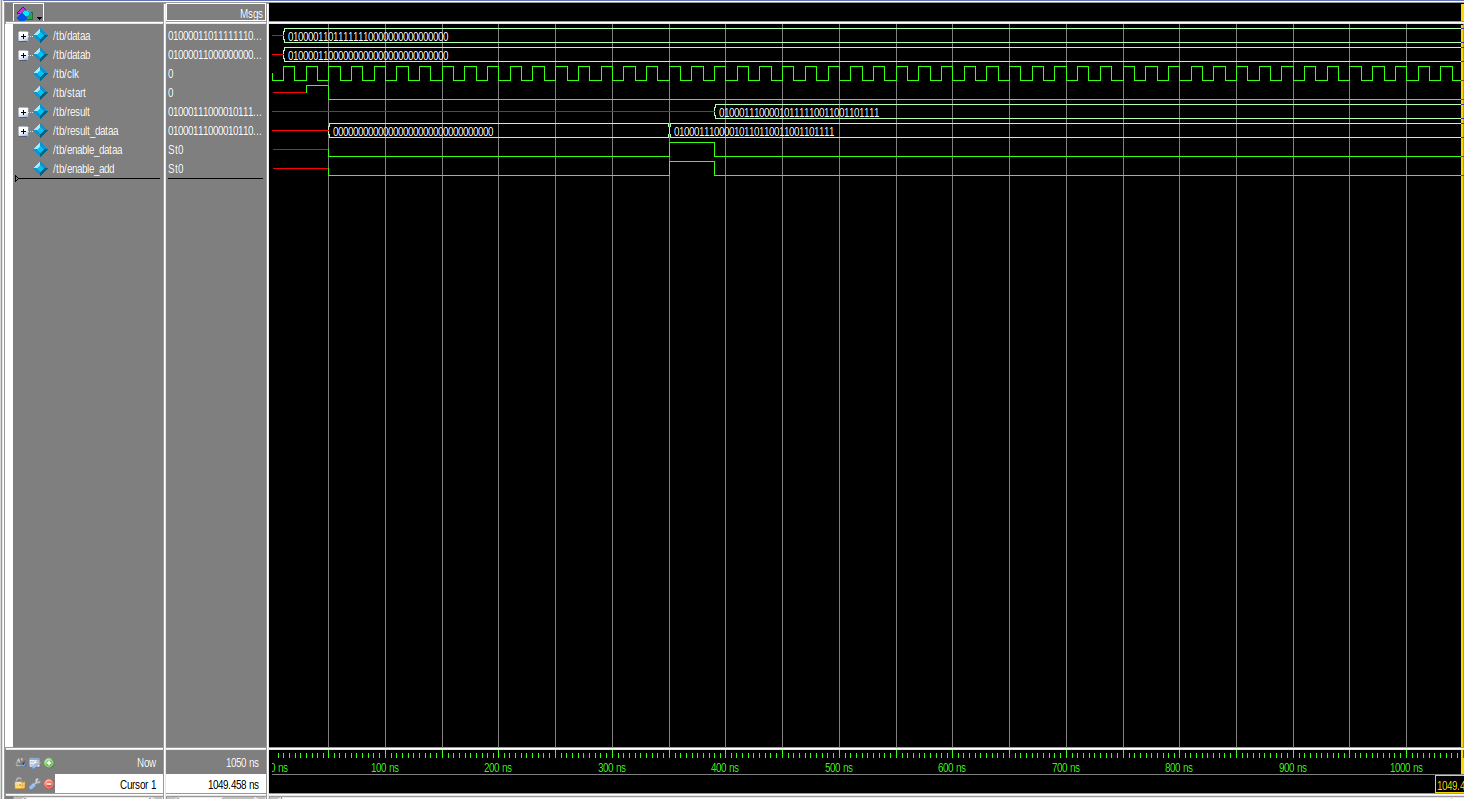 Msgs
/tb/dataa 01000011011111110... 01000011011111110000000000000000
/tb/datab 01000011000000000... 01000011000000000000000000000000
/tb/clk 0
/tb/start 0
/tb/result 01000111000010111... 01000111000010111110011001101111
/tb/result_dataa 01000111000010110... 00000000000000000000000000000000 01000111000010110110011001101111
/tb/enable_dataa St0
/tb/enable_add St0
Now 1050 ns 0 ns 100 ns 200 ns 300 ns 400 ns 500 ns 600 ns 700 ns 800 ns 900 ns 1000 ns
Cursor 1 1049.458 ns 1049.4